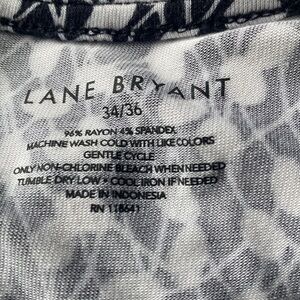 LANE BRYANT
34/36
96% RAYON 4% SPANDEX
MACHINE WASH COLD WITH LIKE COLORS
GENTLE CYCLE
ONLY NON-CHLORINE BLEACH WHEN NEEDED
TUMBLE DRY LOW • COOL IRON IF NEEDED
MADE IN INDONESIA
RN 118641